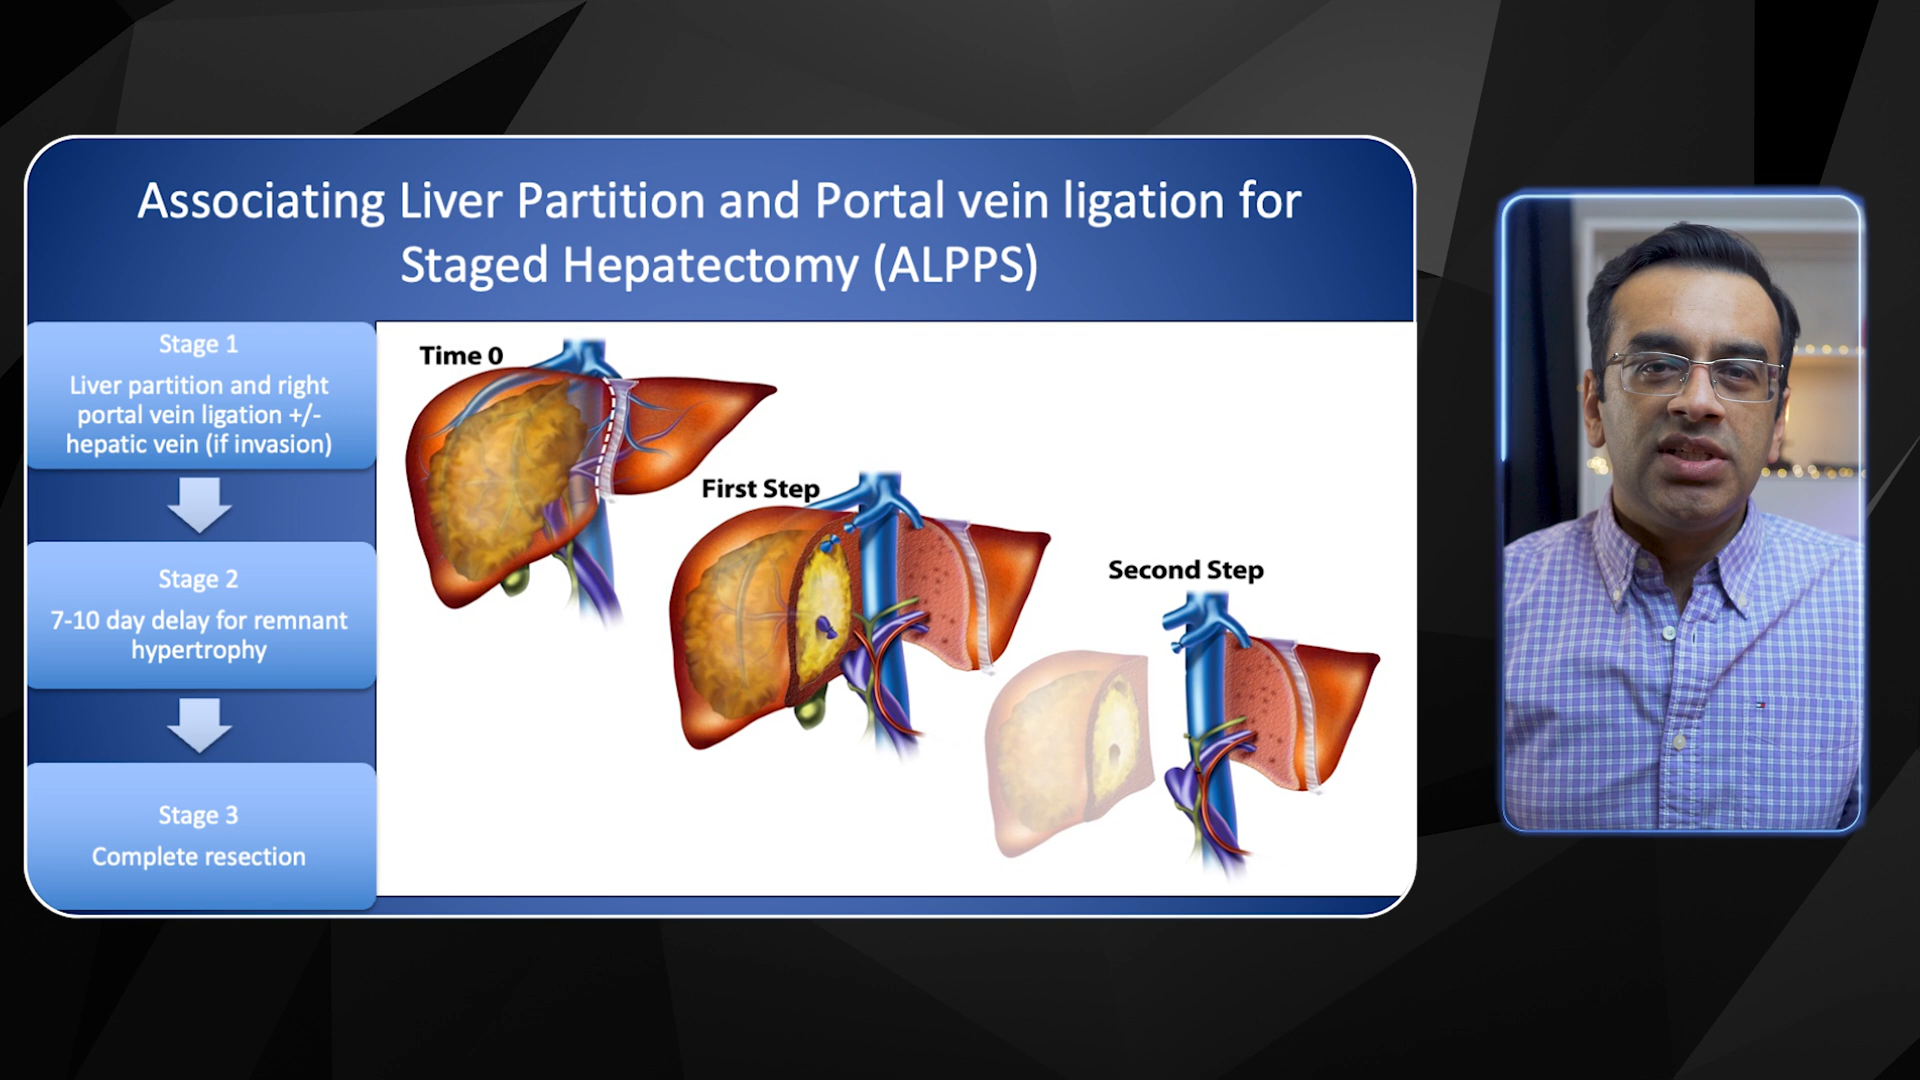 Associating Liver Partition and Portal vein ligation for
Staged Hepatectomy (ALPPS)
Stage 1
Liver partition and right
portal vein ligation +/-
hepatic vein (if invasion)
Stage 2
7-10 day delay for remnant
hypertrophy
Stage 3
Complete resection
Time 0
First Step
Second Step